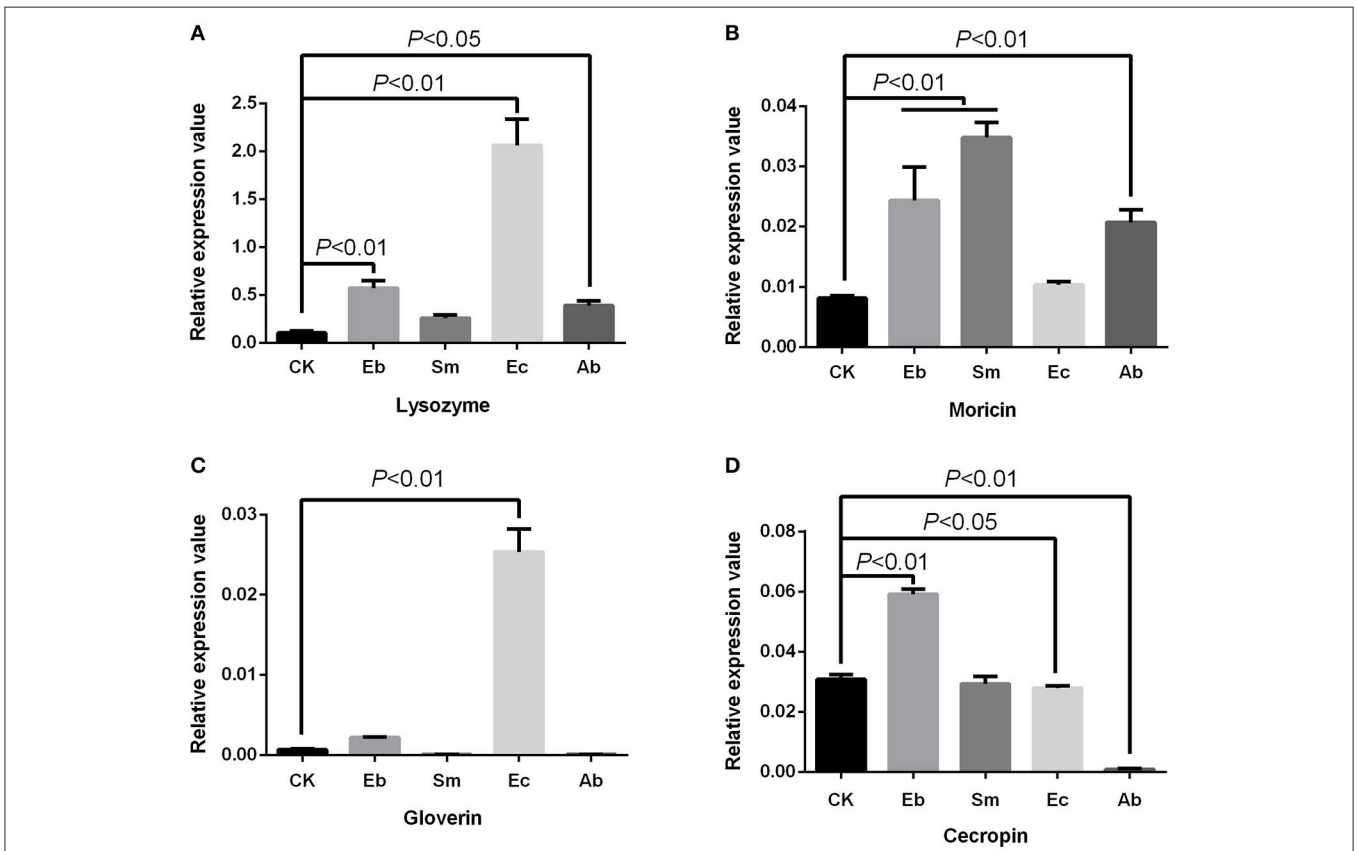 A
P<0.05
P<0.01
P<0.01
Relative expression value
2.5
2.0
1.5
1.0
0.5
0.0
CK Eb Sm Ec Ab
Lysozyme
B
P<0.01
P<0.01
Relative expression value
0.04
0.03
0.02
0.01
0.00
CK Eb Sm Ec Ab
Moricin
C
P<0.01
Relative expression value
0.03
0.02
0.01
0.00
CK Eb Sm Ec Ab
Gloverin
D
P<0.01
P<0.05
P<0.01
Relative expression value
0.08
0.06
0.04
0.02
0.00
CK Eb Sm Ec Ab
Cecropin